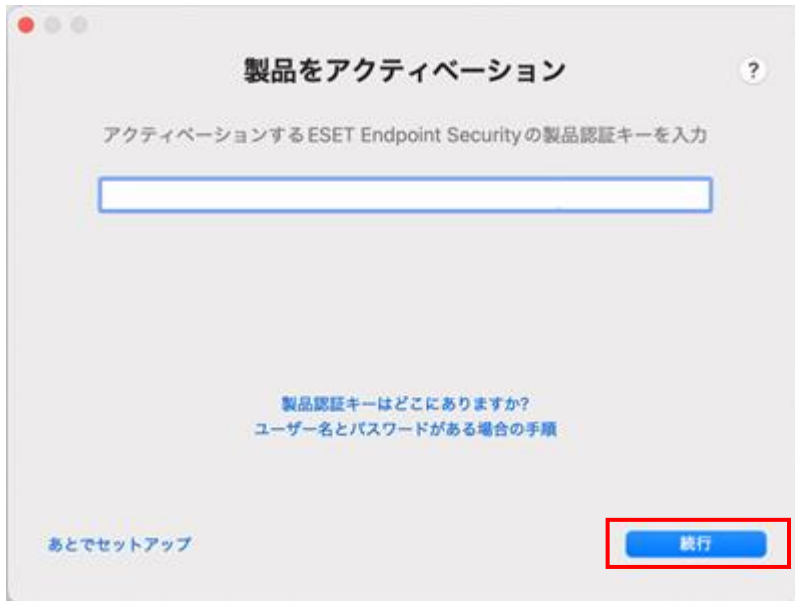 製品をアクティベーション
?
アクティベーションするESET Endpoint Securityの製品認証キーを入力
製品認証キーはどこにありますか?
ユーザー名とパスワードがある場合の手順
あとでセットアップ
続行